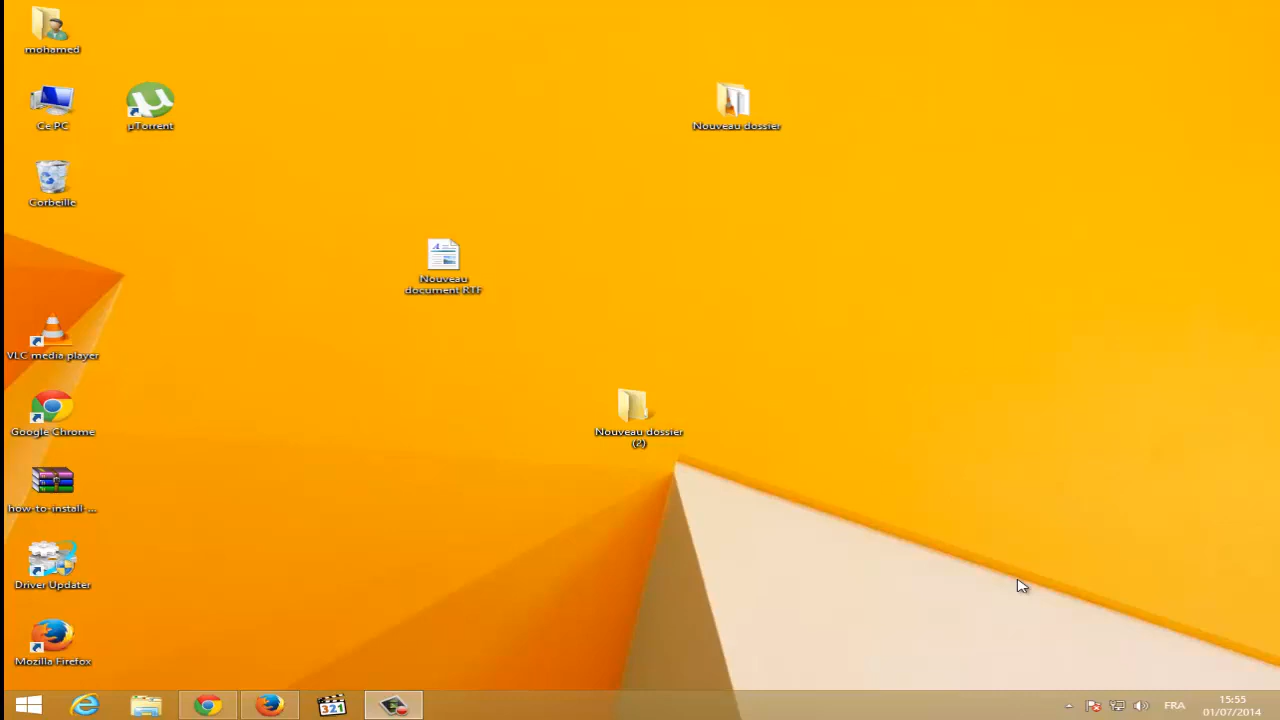 mohamed
Ce PC
µTorrent
Nouveau dossier
Corbeille
Nouveau
document RTF
VLC media player
Google Chrome
Nouveau dossier
(2)
how-to-install-...
Driver Updater
Mozilla Firefox
321
FRA
15:55
01/07/2014